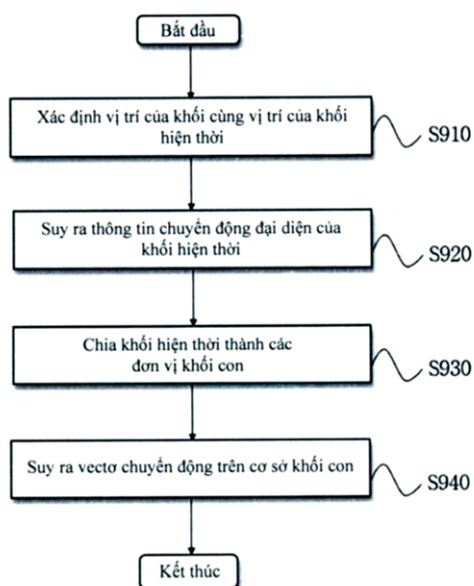 Bắt đầu
Xác định vị trí của khối cùng vị trí của khối
hiện thời
S910
Suy ra thông tin chuyển động đại diện của
khối hiện thời
S920
Chia khối hiện thời thành các
đơn vị khối con
S930
Suy ra vectơ chuyển động trên cơ sở khối con
S940
Kết thúc